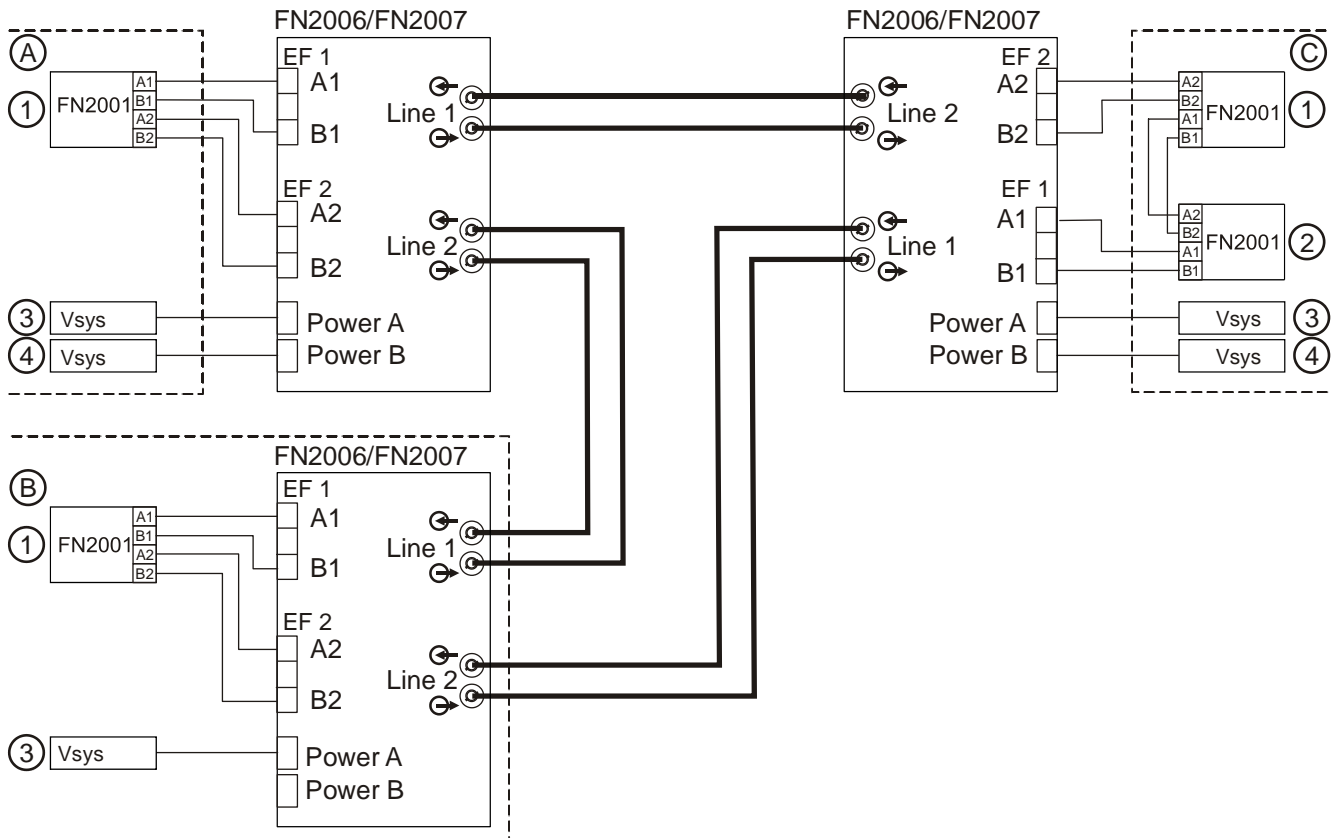 FN2006/FN2007
FN2006/FN2007
A
1
FN2001
A1
B1
A2
B2
EF 1
A1
B1
Line 1
EF 2
A2
B2
Line 2
3
Vsys
Power A
4
Vsys
Power B
EF 2
A2
B2
Line 2
EF 1
A1
B1
Line 1
Power A
Power B
C
A2
B2
A1
B1
FN2001
1
A2
B2
A1
B1
FN2001
2
Vsys
3
Vsys
4
FN2006/FN2007
B
1
FN2001
A1
B1
A2
B2
EF 1
A1
B1
Line 1
EF 2
A2
B2
Line 2
3
Vsys
Power A
Power B